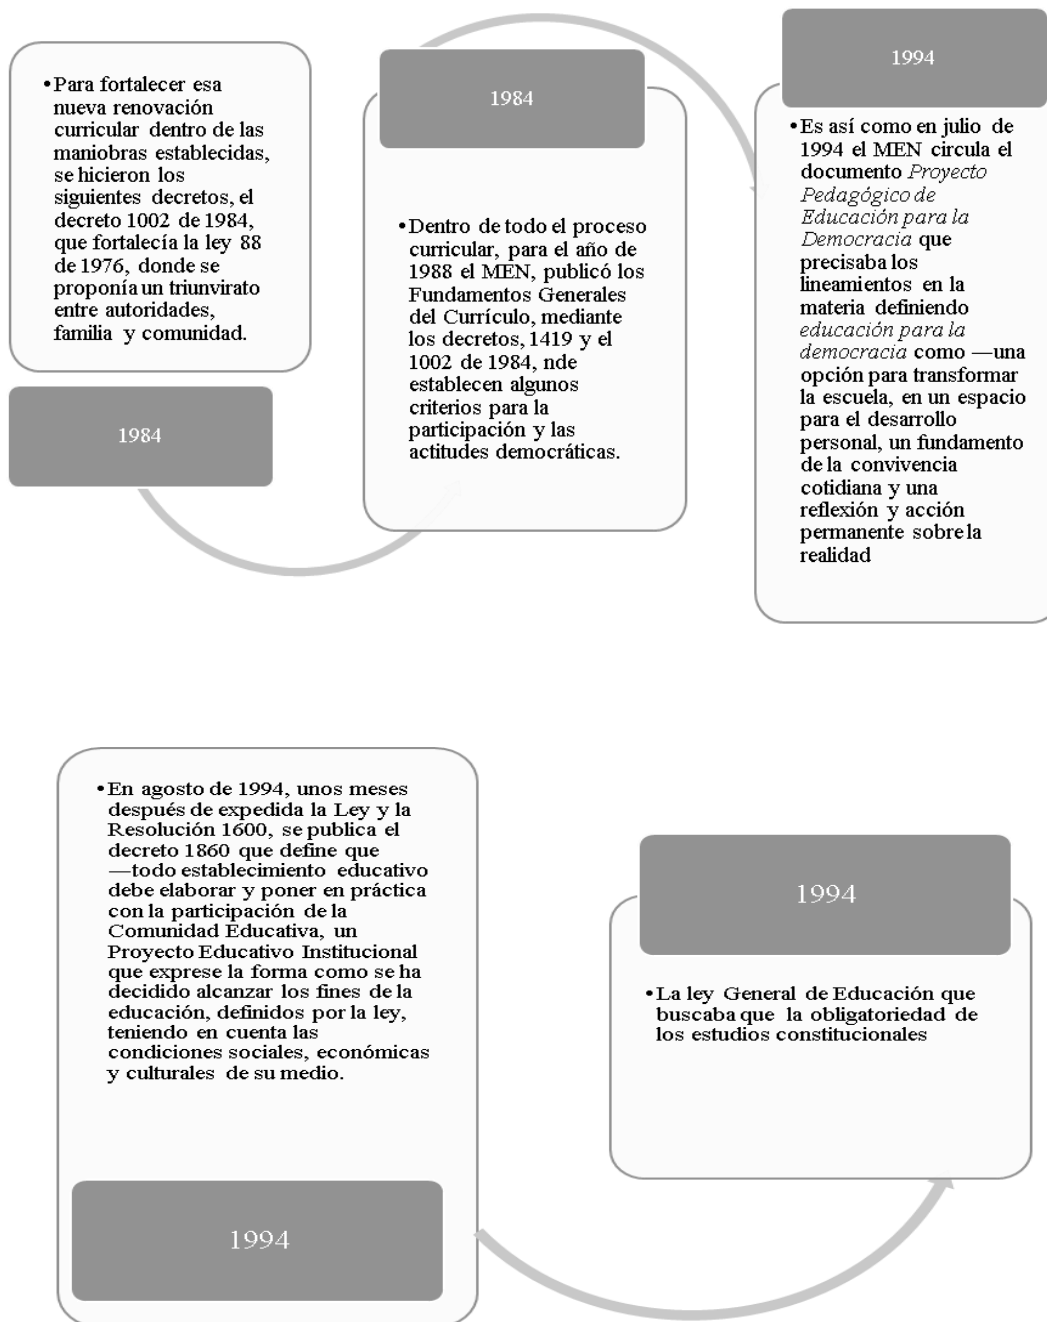 •Para fortalecer esa
nueva renovación
curricular dentro de las
maniobras establecidas,
se hicieron los
siguientes decretos, el
decreto 1002 de 1984,
que fortalecía la ley 88
de 1976, donde se
proponía un triunvirato
entre autoridades,
familia y comunidad.
1984
1984
•Dentro de todo el proceso
curricular, para el año de
1988 el MEN, publicó los
Fundamentos Generales
del Currículo, mediante
los decretos, 1419 y el
1002 de 1984, nde
establecen algunos
criterios para la
participación y las
actitudes democráticas.
1994
•Es así como en julio de
1994 el MEN circula el
documento Proyecto
Pedagógico de
Educación para la
Democracia que
precisaba los
lineamientos en la
materia definiendo
educación para la
democracia como ―una
opción para transformar
la escuela, en un espacio
para el desarrollo
personal, un fundamento
de la convivencia
cotidiana y una
reflexión y acción
permanente sobre la
realidad
•En agosto de 1994, unos meses
después de expedida la Ley y la
Resolución 1600, se publica el
decreto 1860 que define que
―todo establecimiento educativo
debe elaborar y poner en práctica
con la participación de la
Comunidad Educativa, un
Proyecto Educativo Institucional
que exprese la forma como se ha
decidido alcanzar los fines de la
educación, definidos por la ley,
teniendo en cuenta las
condiciones sociales, económicas
y culturales de su medio.
1994
1994
•La ley General de Educación que
buscaba que la obligatoriedad de
los estudios constitucionales